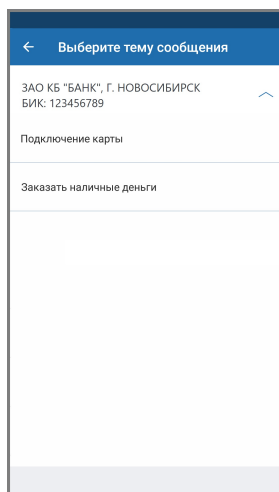 Выберите тему сообщения
ЗАО КБ "БАНК", Г. НОВОСИБИРСК
БИК: 123456789
Подключение карты
Заказать наличные деньги